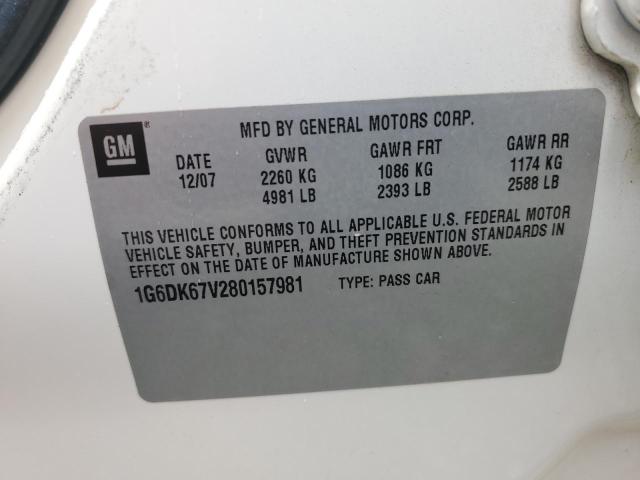 GM®
MFD BY GENERAL MOTORS CORP.
DATE GVWR GAWR FRT GAWR RR
12/07 2260 KG 1086 KG 1174 KG
4981 LB 2393 LB 2588 LB
THIS VEHICLE CONFORMS TO ALL APPLICABLE U.S. FEDERAL MOTOR
VEHICLE SAFETY, BUMPER, AND THEFT PREVENTION STANDARDS IN
EFFECT ON THE DATE OF MANUFACTURE SHOWN ABOVE.
1G6DK67V280157981 TYPE: PASS CAR